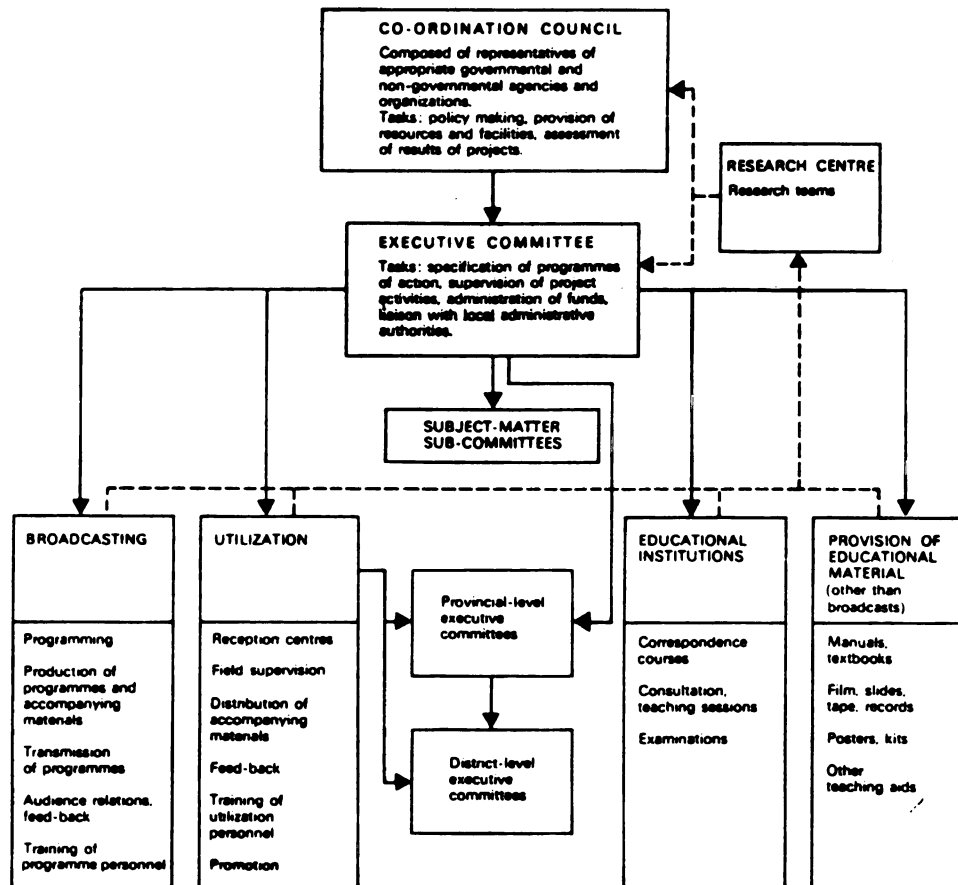 CO-ORDINATION COUNCIL
Composed of representatives of
appropriate governmental and
non-governmental agencies and
organizations.
Tasks: policy making, provision of
resources and facilities, assessment
of results of projects.
RESEARCH CENTRE
Research teams
EXECUTIVE COMMITTEE
Tasks: specification of programmes
of action, supervision of project
activities, administration of funds,
liaison with local administrative
authorities.
SUBJECT-MATTER
SUB-COMMITTEES
BROADCASTING
Programming
Production of
programmes and
accompanying
materials
Transmission
of programmes
Audience relations,
feed-back
Training of
programme personnel
UTILIZATION
Reception centres
Field supervision
Distribution of
accompanying
materials
Feed-back
Training of
utilization
personnel
Promotion
Provincial-level
executive
committees
District-level
executive
committees
EDUCATIONAL
INSTITUTIONS
Correspondence
courses
Consultation,
teaching sessions
Examinations
PROVISION OF
EDUCATIONAL
MATERIAL
(other than
broadcasts)
Manuals,
textbooks
Film, slides,
tape, records
Posters, kits
Other
teaching aids